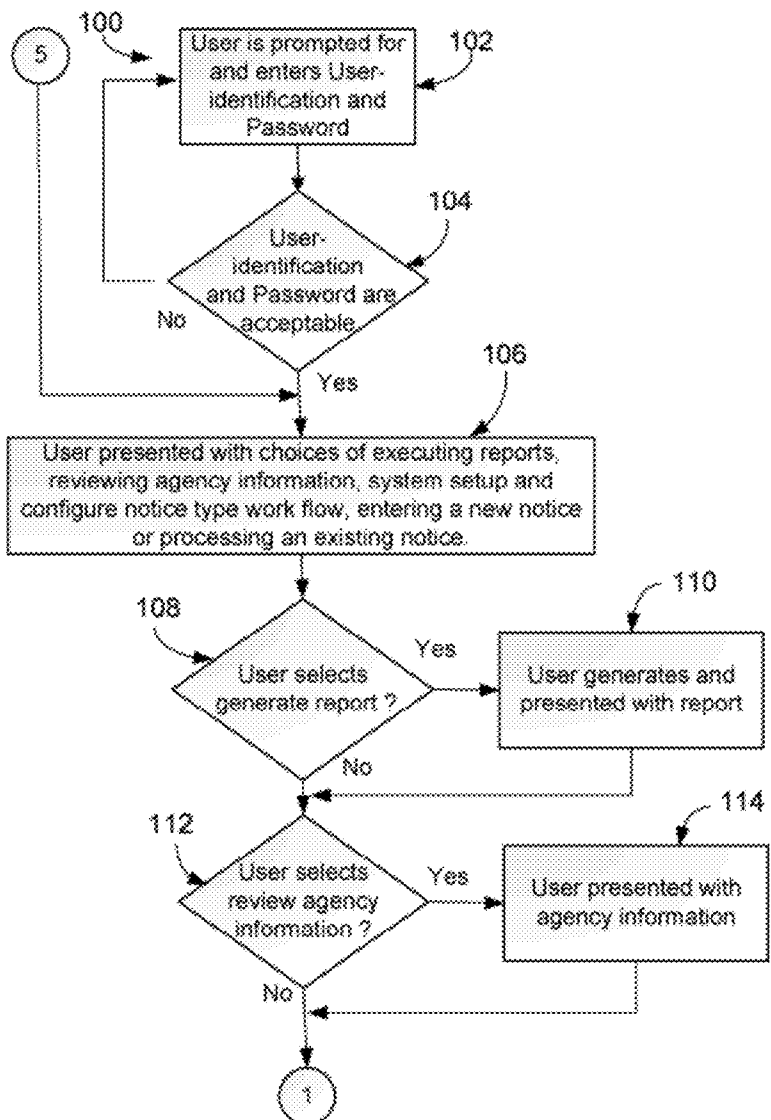 5
100
User is prompted for
and enters User-
identification and
Password
102
User-
identification
and Password are
acceptable
104
No
Yes
106
User presented with choices of executing reports,
reviewing agency information, system setup and
configure notice type work flow, entering a new notice
or processing an existing notice.
108
User selects
generate report ?
Yes
110
User generates and
presented with report
No
112
User selects
review agency
information ?
Yes
114
User presented with
agency information
No
1